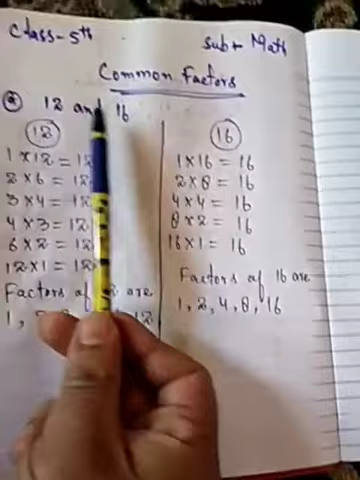 Class-5th
Sub+ Math
Common Factors
(a) 12 and 16
12
1×12=12
2×6=12
3×4=12
4×3=12
6×2=12
12×1=12
Factors of 12 are
1, 12
16
1×16=16
2×8=16
4×4=16
8×2=16
16×1=16
Factors of 16 are
1, 2, 4, 8, 16